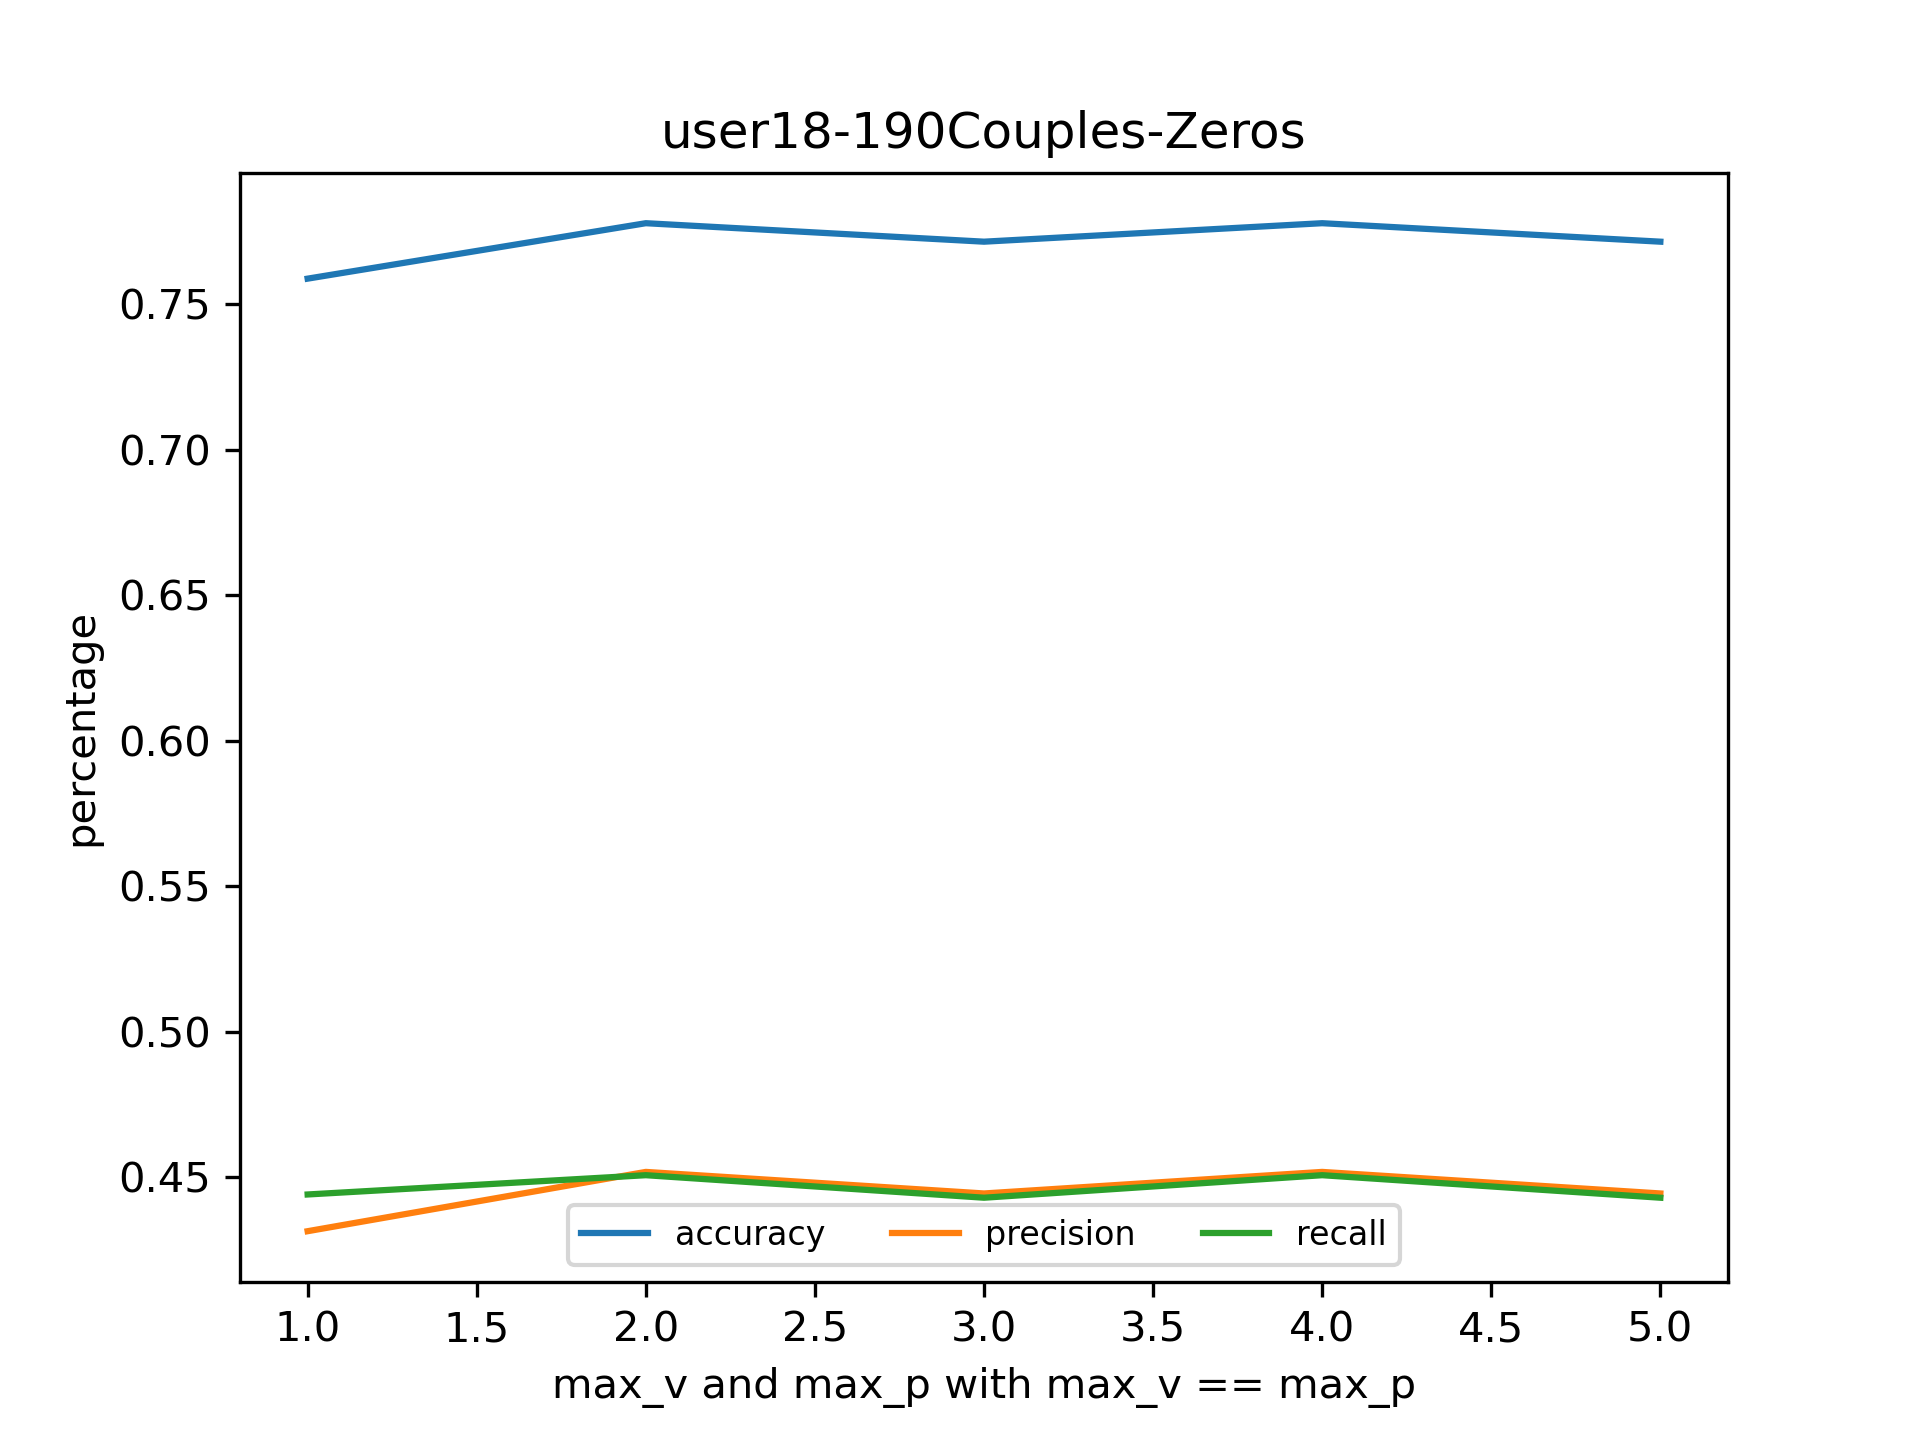 user18-190Couples-Zeros
percentage
0.75
0.70
0.65
0.60
0.55
0.50
0.45
accuracy precision recall
1.0 1.5 2.0 2.5 3.0 3.5 4.0 4.5 5.0
max_v and max_p with max_v == max_p